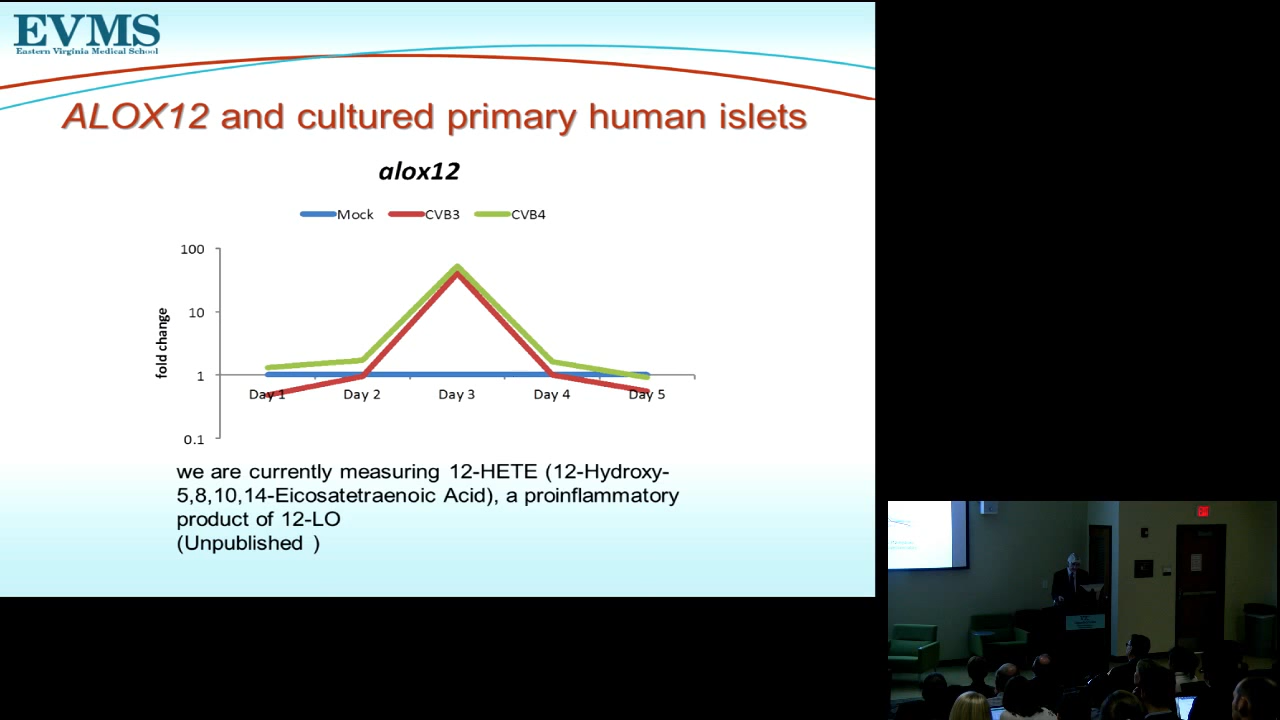 EVMS
Eastern Virginia Medical School
ALOX12 and cultured primary human islets
alox12
Mock CVB3 CVB4
100
10
1
0.1
fold change
Day 1 Day 2 Day 3 Day 4 Day 5
we are currently measuring 12-HETE (12-Hydroxy-
5,8,10,14-Eicosatetraenoic Acid), a proinflammatory
product of 12-LO
(Unpublished )